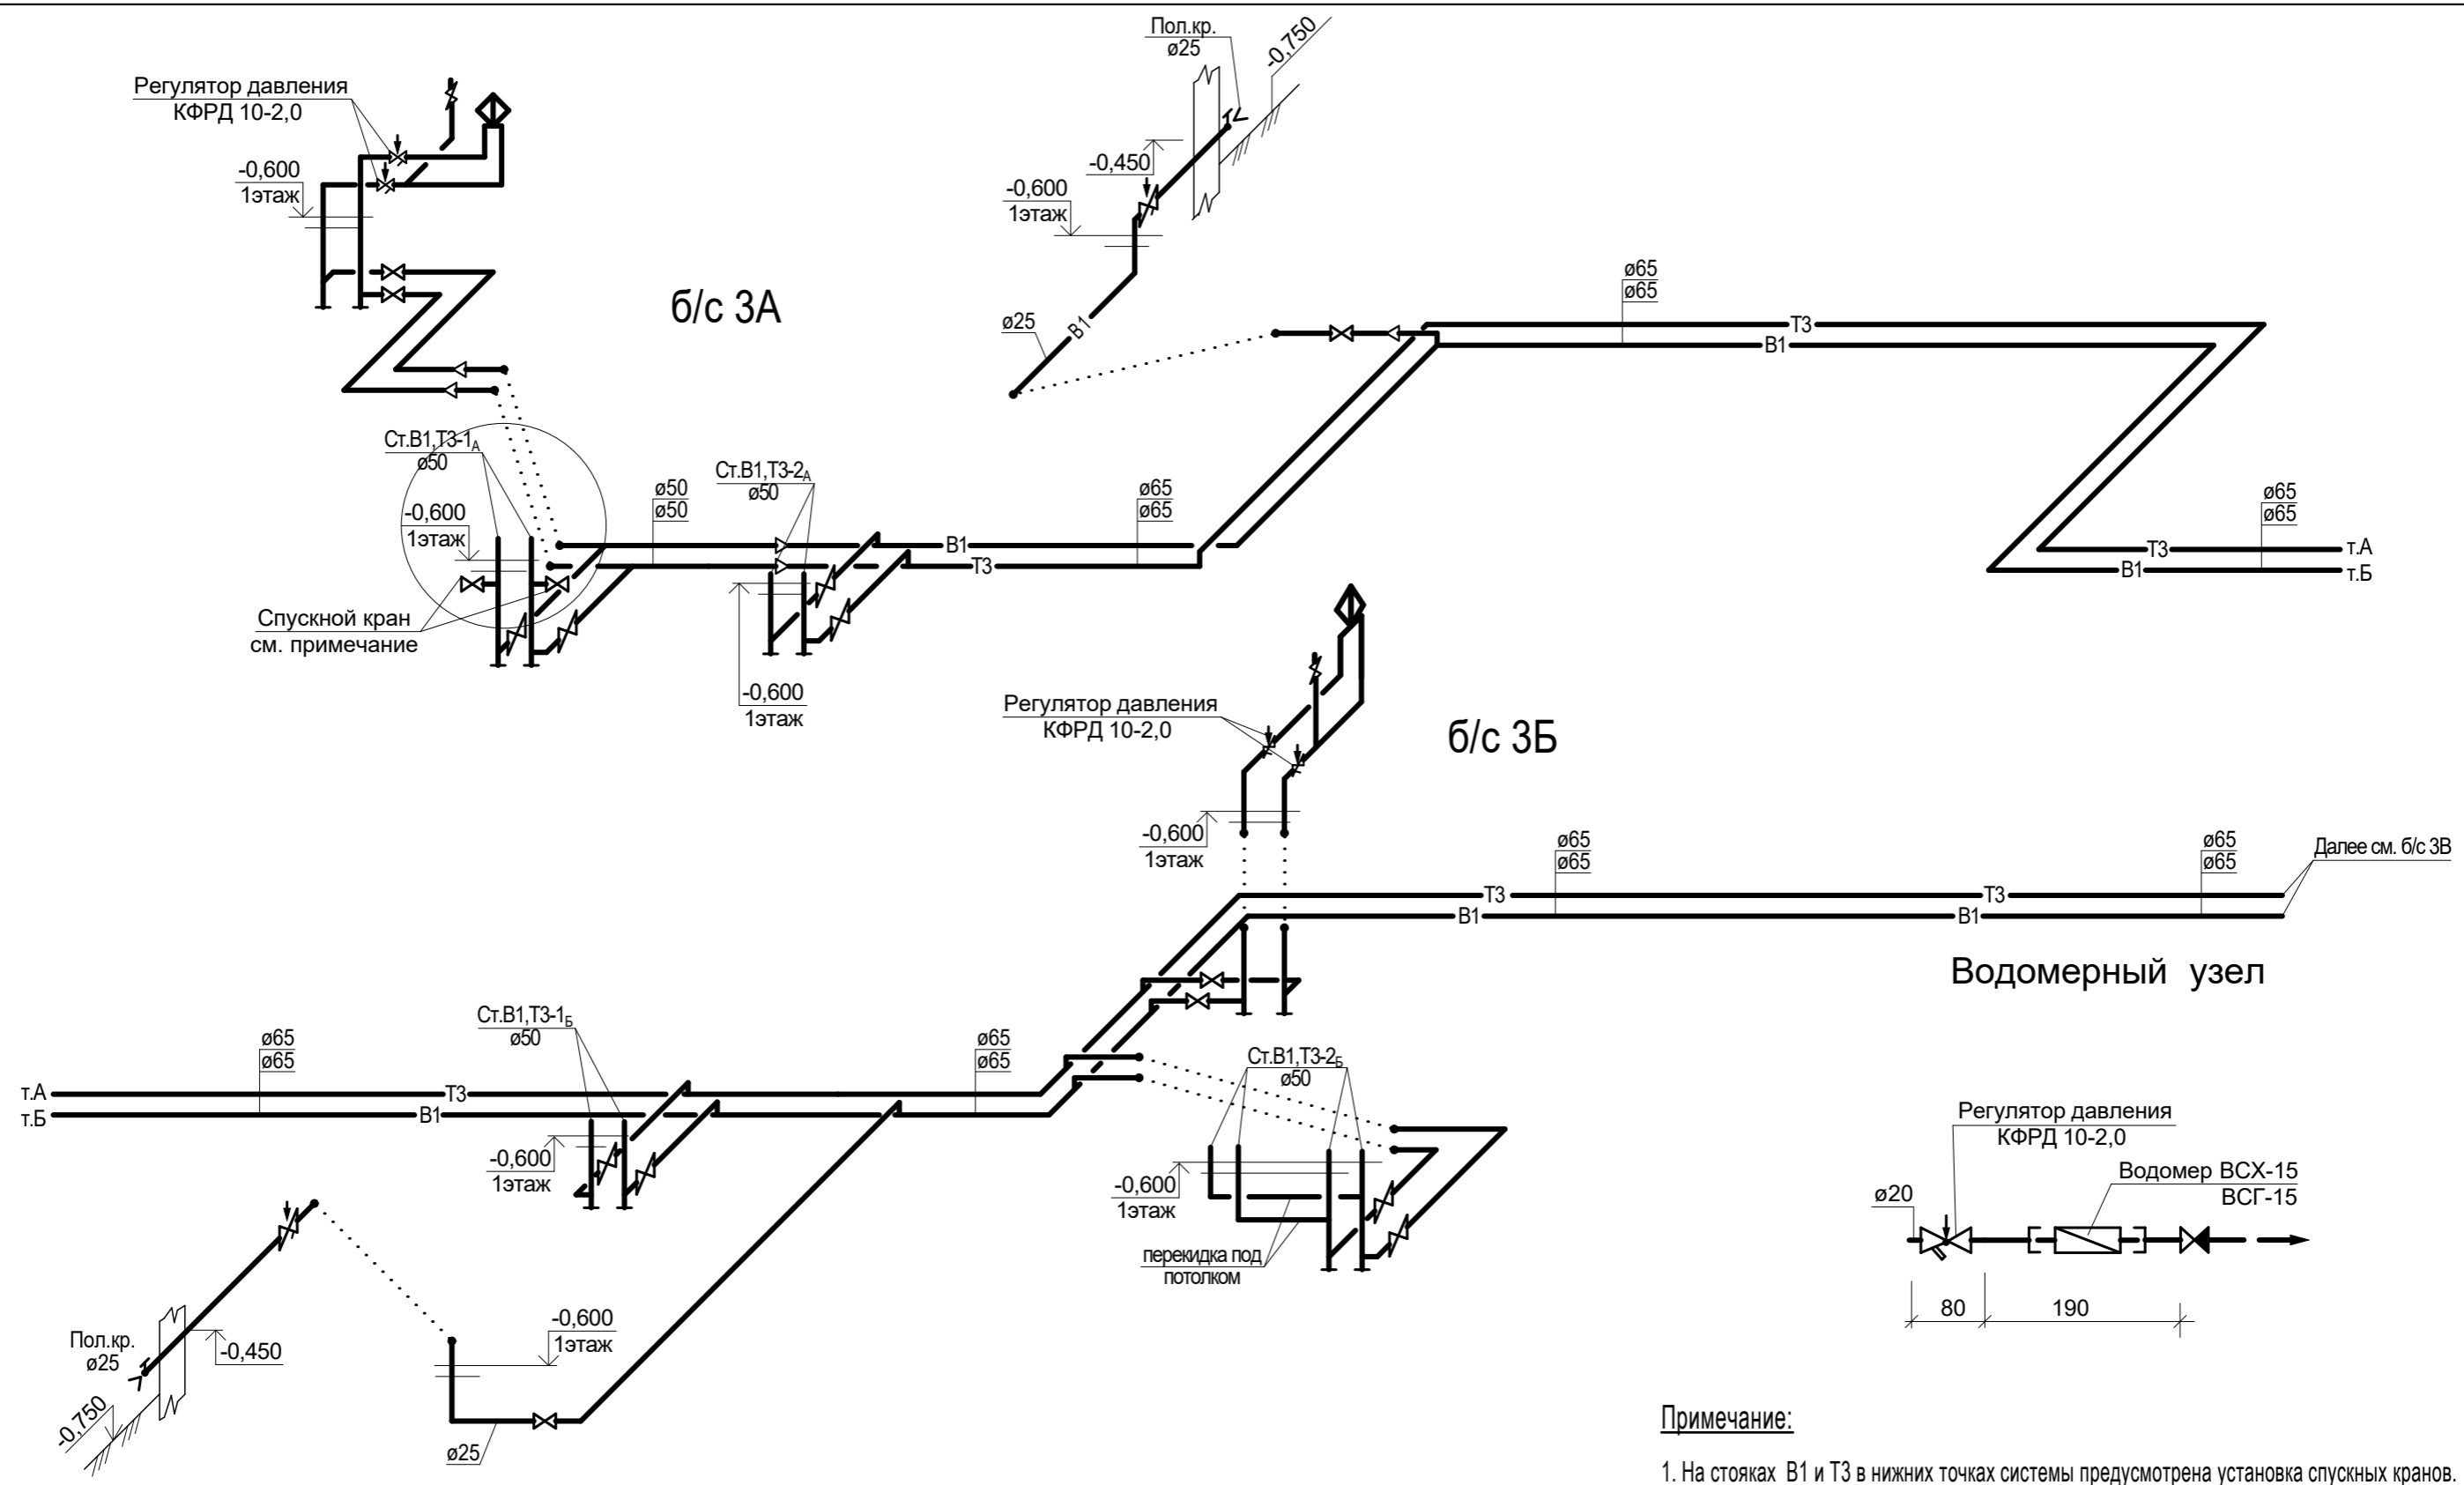 Пол.кр.
ø25
-0,750
Регулятор давления
КФРД 10-2,0
-0,450
-0,600
1этаж
-0,600
1этаж
б/с 3А
ø25
В1
ø65
ø65
Т3
В1
Ст.В1,Т3-1А
ø50
Ст.В1,Т3-2А
ø50
ø50
ø50
ø65
ø65
ø65
ø65
-0,600
1этаж
В1
Т3
Т3
т.А
В1
т.Б
Спускной кран
см. примечание
-0,600
1этаж
Регулятор давления
КФРД 10-2,0
б/с 3Б
-0,600
1этаж
ø65
ø65
ø65
ø65
Далее см. б/с 3В
Т3
Т3
В1
В1
Водомерный узел
Ст.В1,Т3-1Б
ø50
ø65
ø65
ø65
ø65
Ст.В1,Т3-2Б
ø50
т.А
Т3
т.Б
В1
-0,600
1этаж
-0,600
1этаж
перекидка под
потолком
Регулятор давления
КФРД 10-2,0
Водомер ВСХ-15
ВСГ-15
ø20
80
190
Пол.кр.
ø25
-0,450
-0,600
1этаж
-0,750
ø25
Примечание:
1. На стояках В1 и Т3 в нижних точках системы предусмотрена установка спускных кранов.